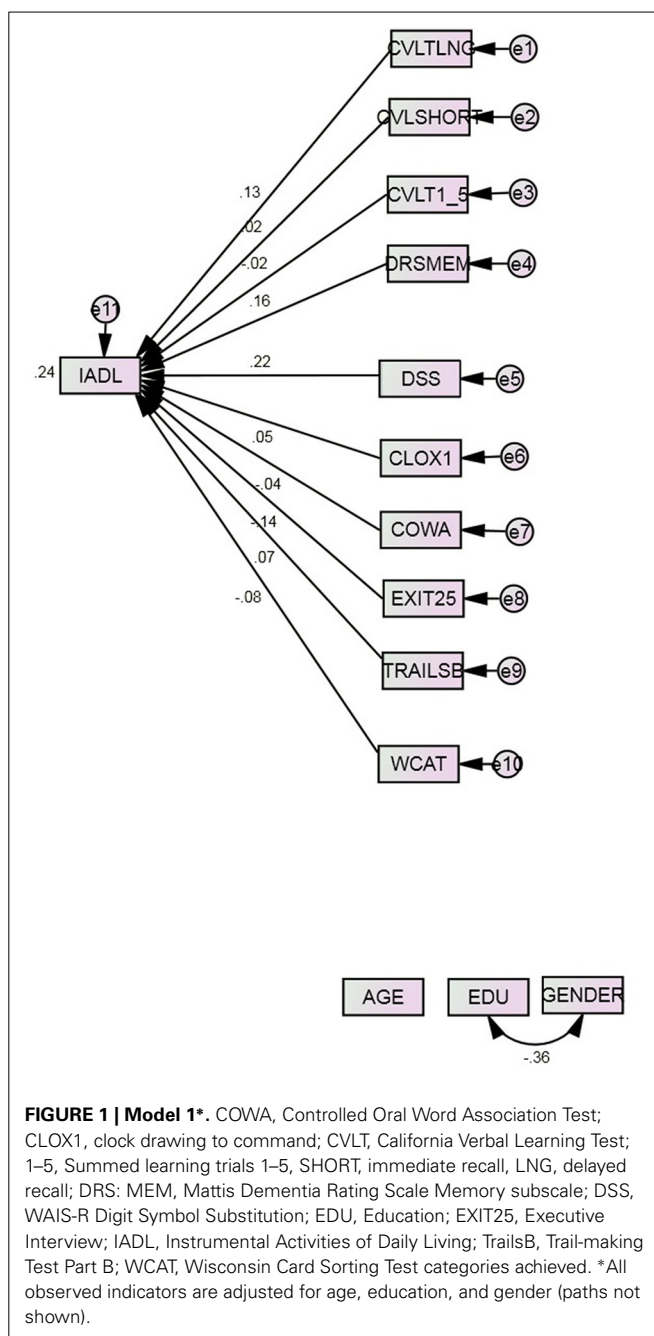 CVLTLNG e1
CVLSHORT e2
.13
CVLT1_5 e3
.02
-.02
DRSMEM e4
.16
e11
.24 IADL
.22
DSS e5
.05
CLOX1 e6
-.04
COWA e7
-.14
.07
-.08
EXIT25 e8
TRAILSB e9
WCAT e10
AGE EDU GENDER
-.36
FIGURE 1 | Model 1*. COWA, Controlled Oral Word Association Test;
CLOX1, clock drawing to command; CVLT, California Verbal Learning Test;
1–5, Summed learning trials 1–5, SHORT, immediate recall, LNG, delayed
recall; DRS: MEM, Mattis Dementia Rating Scale Memory subscale; DSS,
WAIS-R Digit Symbol Substitution; EDU, Education; EXIT25, Executive
Interview; IADL, Instrumental Activities of Daily Living; TrailsB, Trail-making
Test Part B; WCAT, Wisconsin Card Sorting Test categories achieved. *All
observed indicators are adjusted for age, education, and gender (paths not
shown).